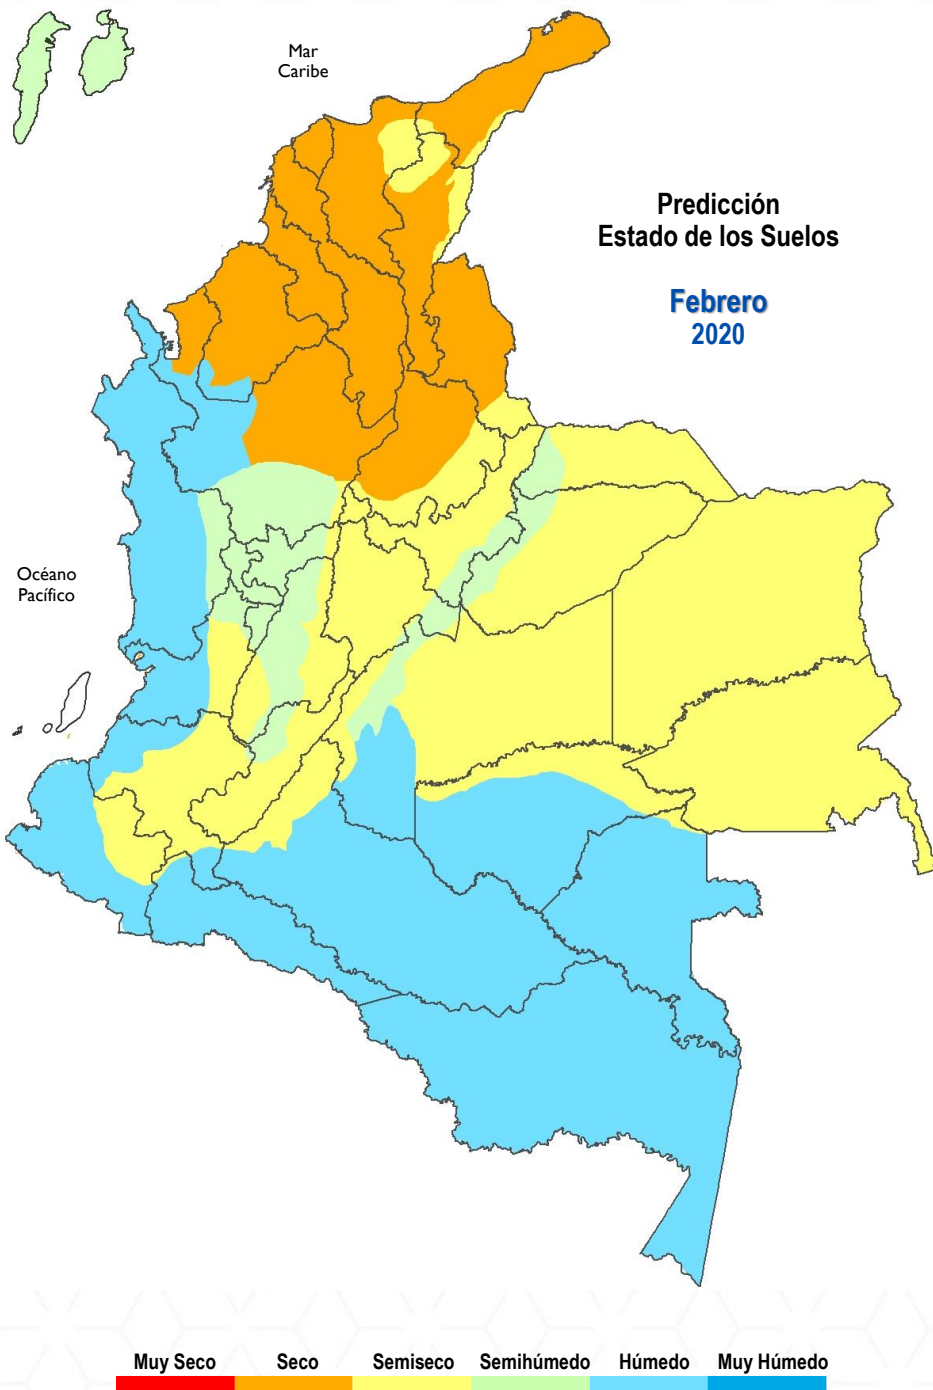 Mar
Caribe
Predicción
Estado de los Suelos
Febrero
2020
Océano
Pacífico
Muy Seco Seco Semiseco Semihúmedo Húmedo Muy Húmedo